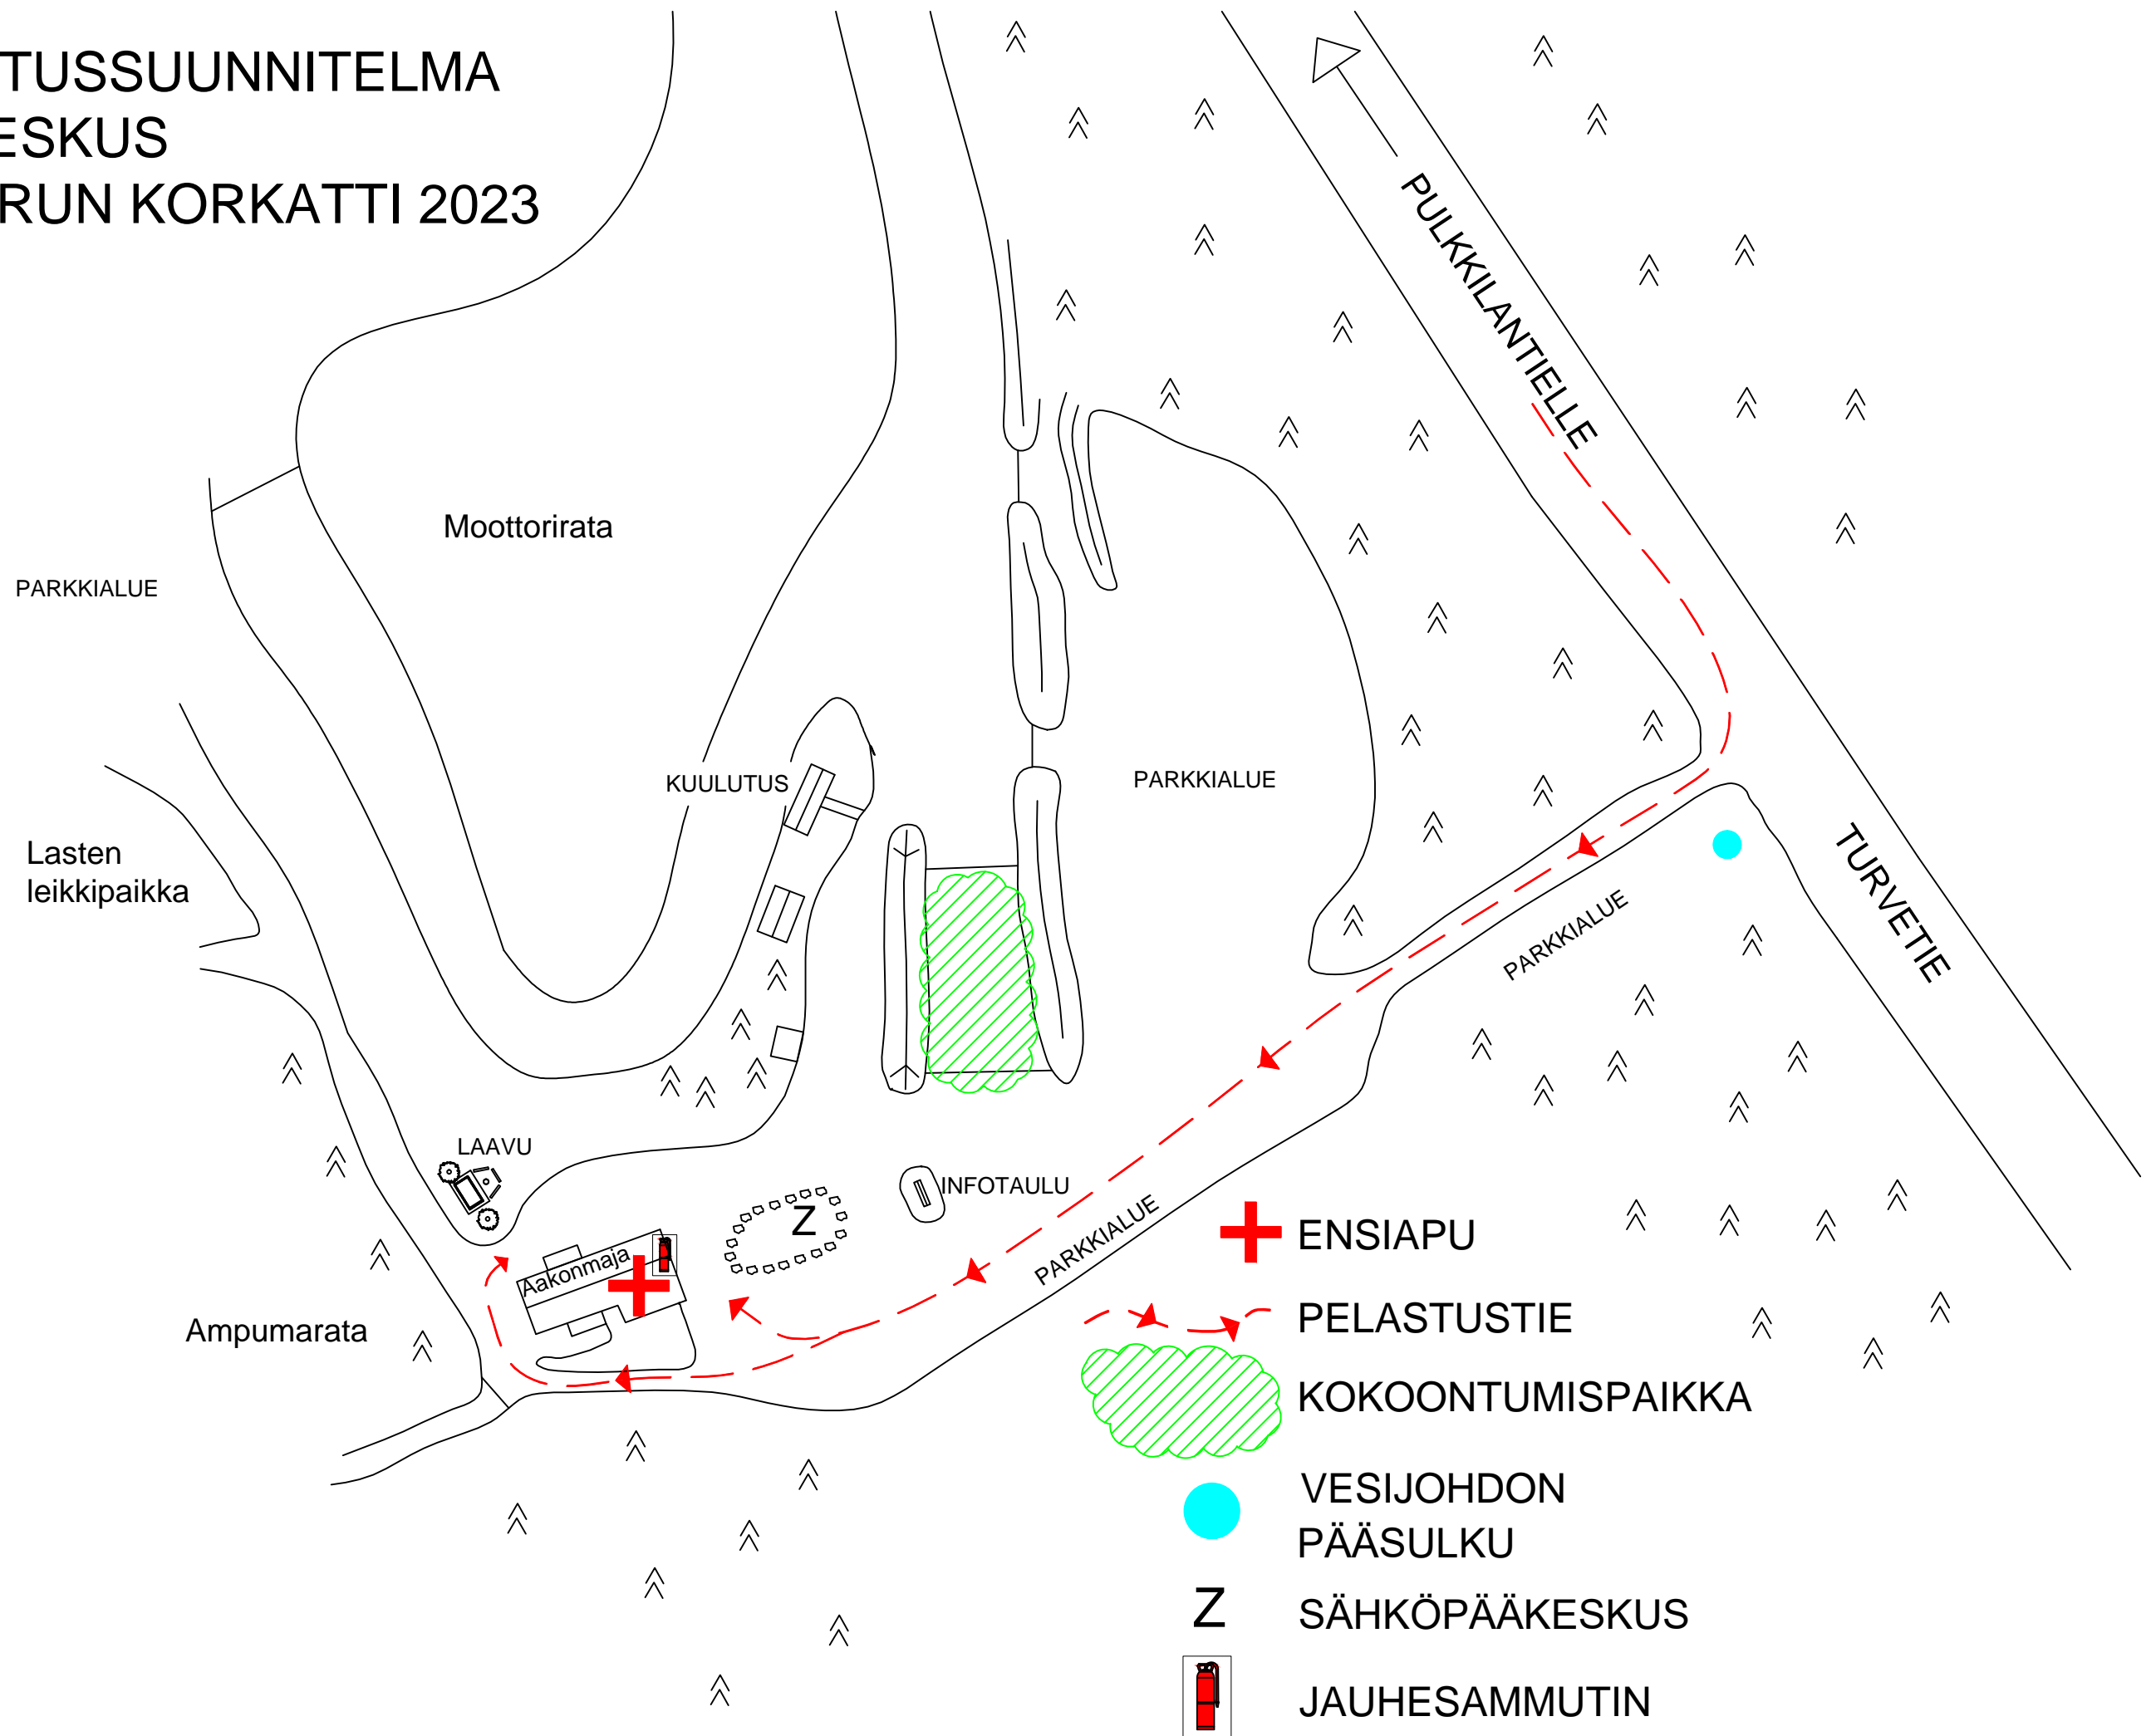 TUSSUUNNITELMA
ESKUS
RUN KORKATTI 2023
PULKKILANTIELLE
Moottorirata
PARKKIALUE
KUULUTUS
PARKKIALUE
Lasten
leikkipaikka
TURVETIE
PARKKIALUE
LAAVU
INFOTAULU
Z
PARKKIALUE
Aakonmaja
Ampumarata
ENSIAPU
PELASTUSTIE
KOKOONTUMISPAIKKA
VESIJOHDON
PÄÄSULKU
Z SÄHKÖPÄÄKESKUS
JAUHESAMMUTIN